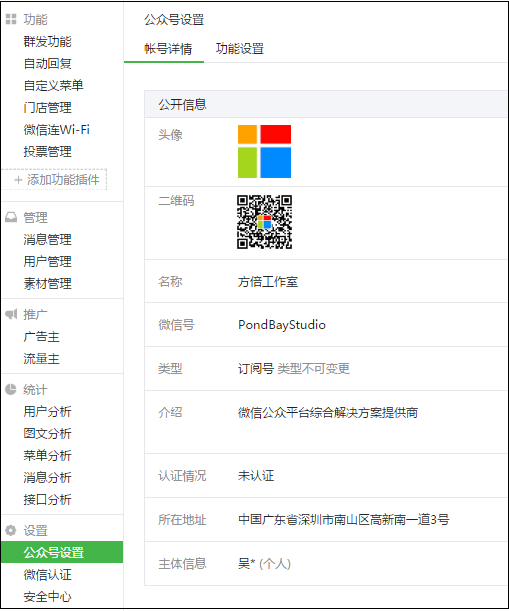 功能
群发功能
自动回复
自定义菜单
门店管理
微信连Wi-Fi
投票管理
+ 添加功能插件
管理
消息管理
用户管理
素材管理
推广
广告主
流量主
统计
用户分析
图文分析
菜单分析
消息分析
接口分析
设置
公众号设置
微信认证
安全中心
公众号设置
帐号详情 功能设置
公开信息
头像
二维码
名称 方倍工作室
微信号 PondBayStudio
类型 订阅号 类型不可变更
介绍 微信公众平台综合解决方案提供商
认证情况 未认证
所在地址 中国广东省深圳市南山区高新南一道3号
主体信息 吴* (个人)